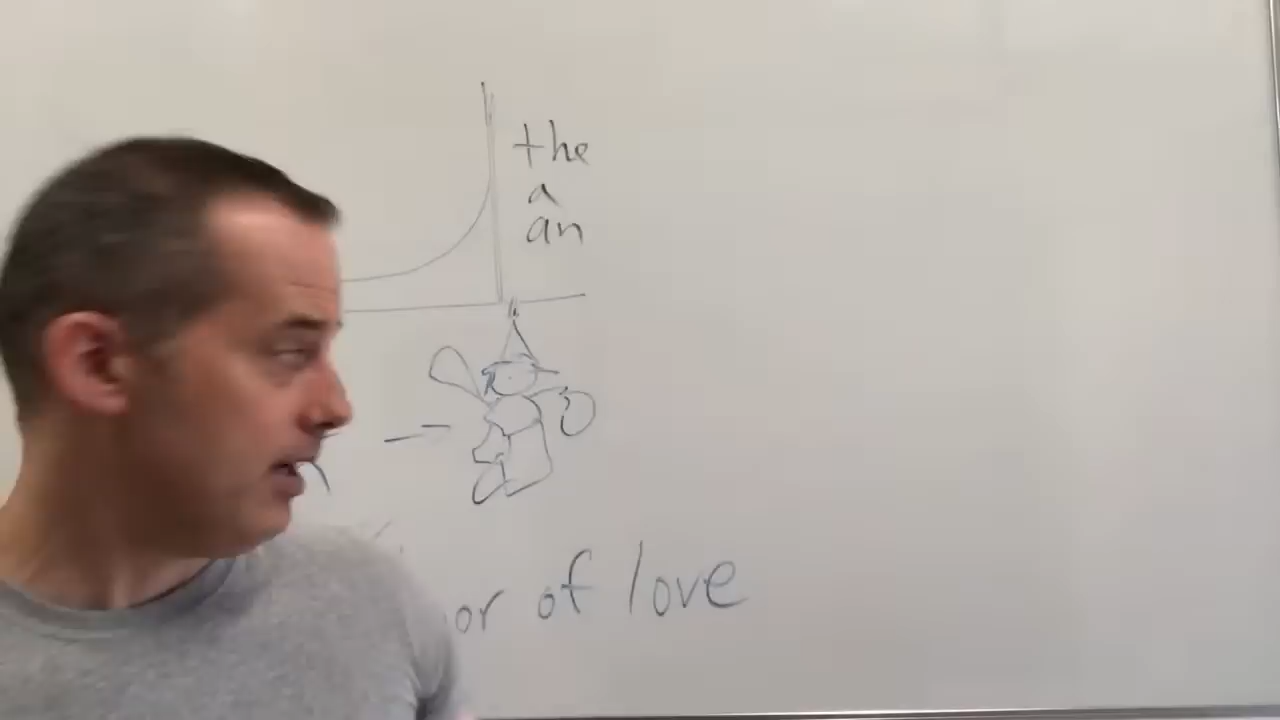 the
a
an
or of love